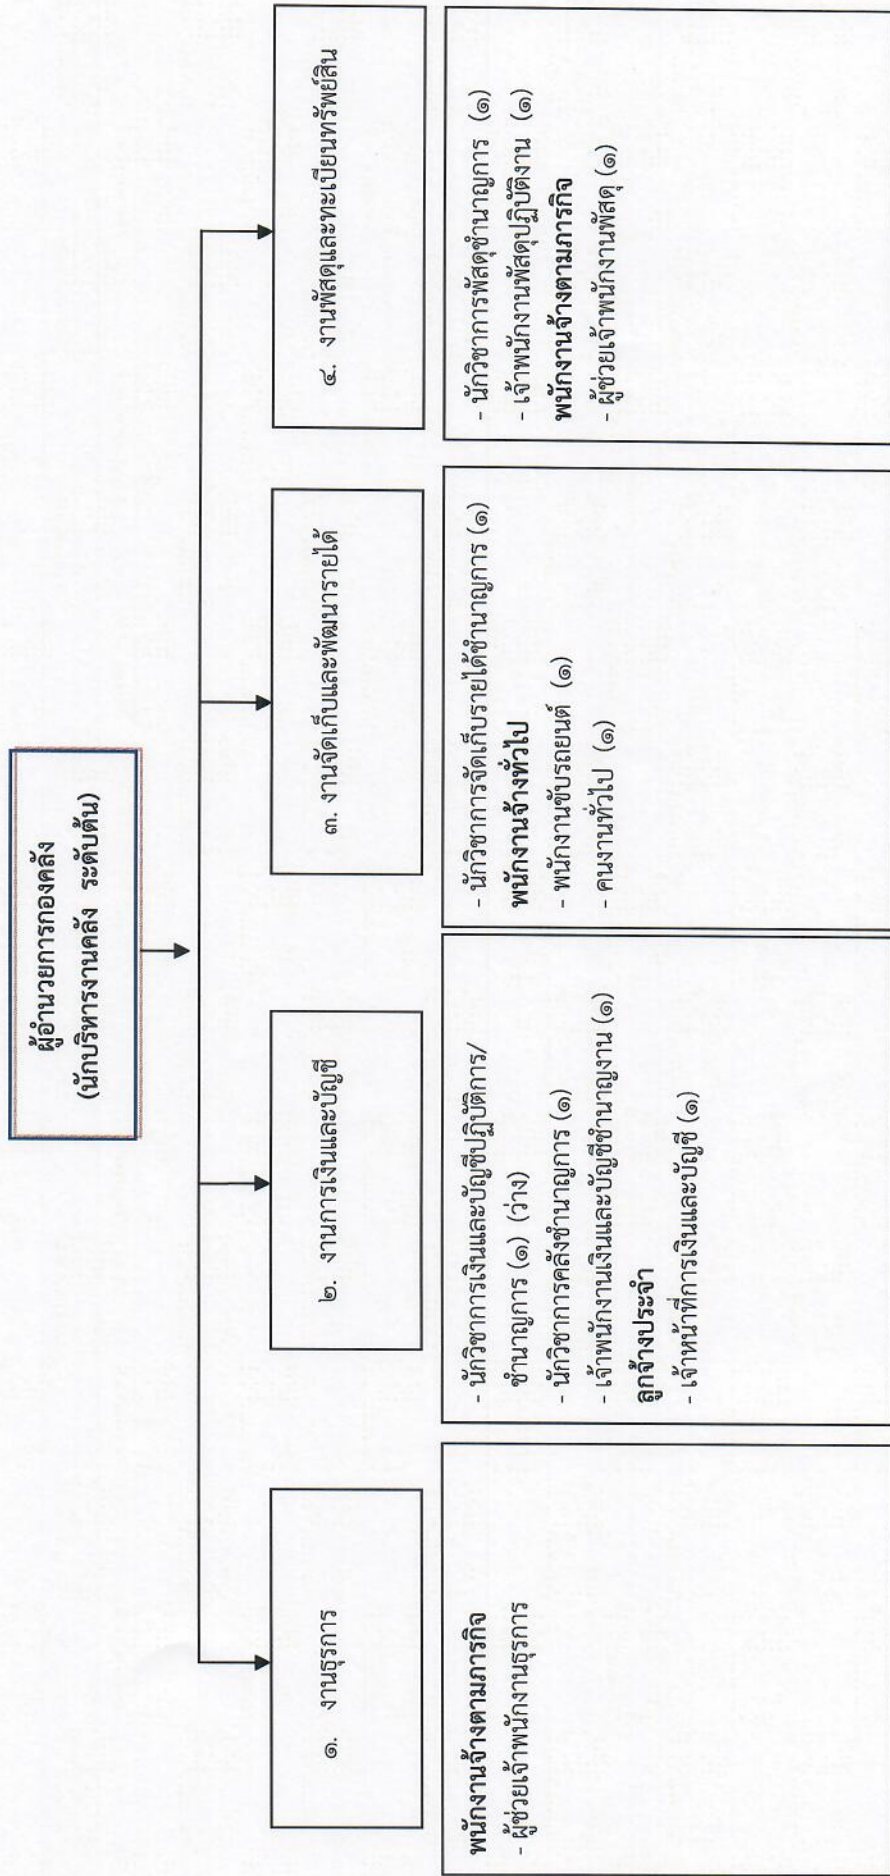 ผู้อำนวยการกองคลัง
(นักบริหารงานคลัง ระดับต้น)
๑. งานธุรการ
พนักงานจ้างตามภารกิจ
- ผู้ช่วยเจ้าพนักงานธุรการ
๒. งานการเงินและบัญชี
- นักวิชาการเงินและบัญชีปฏิบัติการ/
ชำนาญการ (๑) (ว่าง)
- นักวิชาการคลังชำนาญการ (๑)
- เจ้าพนักงานเงินและบัญชีชำนาญงาน (๑)
ลูกจ้างประจำ
- เจ้าหน้าที่การเงินและบัญชี (๑)
๓. งานจัดเก็บและพัฒนารายได้
- นักวิชาการจัดเก็บรายได้ชำนาญการ (๑)
พนักงานจ้างทั่วไป
- พนักงานขับรถยนต์ (๑)
- คนงานทั่วไป (๑)
๔. งานพัสดุและทะเบียนทรัพย์สิน
- นักวิชาการพัสดุชำนาญการ (๑)
- เจ้าพนักงานพัสดุปฏิบัติงาน (๑)
พนักงานจ้างตามภารกิจ
- ผู้ช่วยเจ้าพนักงานพัสดุ (๑)